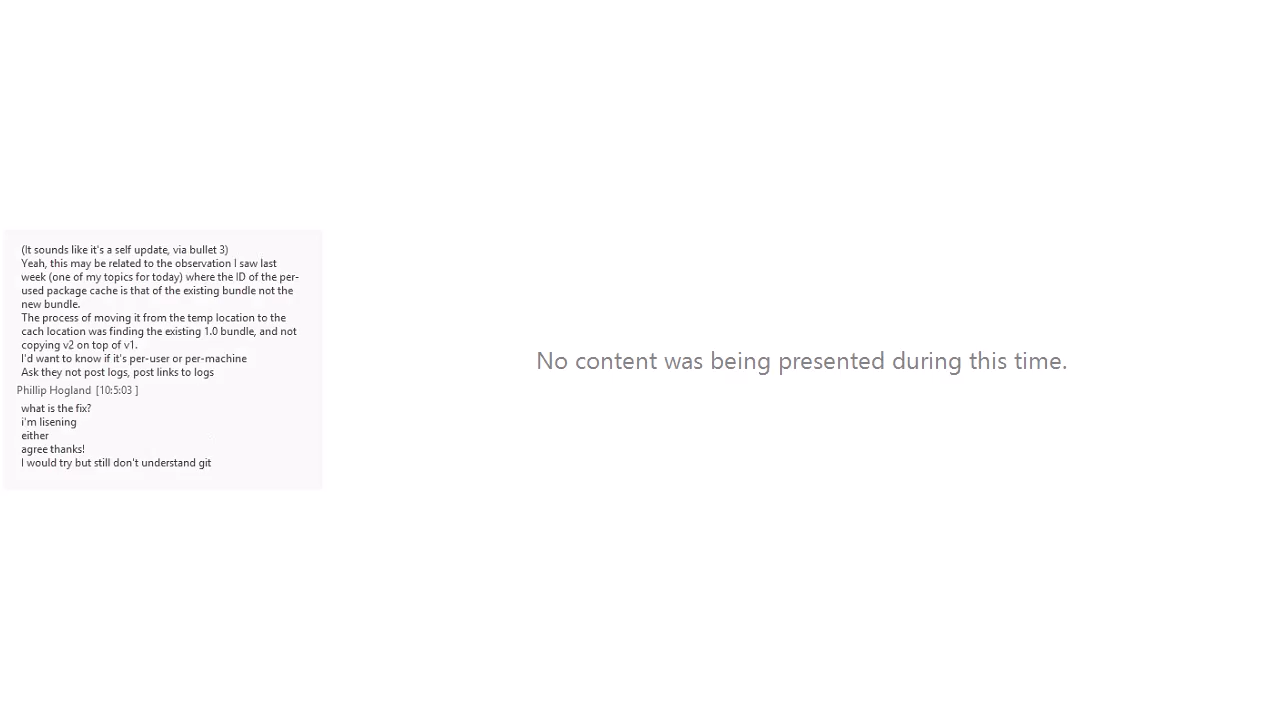 (It sounds like it's a self update, via bullet 3)
Yeah, this may be related to the observation I saw last
week (one of my topics for today) where the ID of the per-
used package cache is that of the existing bundle not the
new bundle.
The process of moving it from the temp location to the
cach location was finding the existing 1.0 bundle, and not
copying v2 on top of v1.
I'd want to know if it's per-user or per-machine
Ask they not post logs, post links to logs
Phillip Hogland [10:5:03 ]
what is the fix?
i'm lisening
either
agree thanks!
I would try but still don't understand git
No content was being presented during this time.